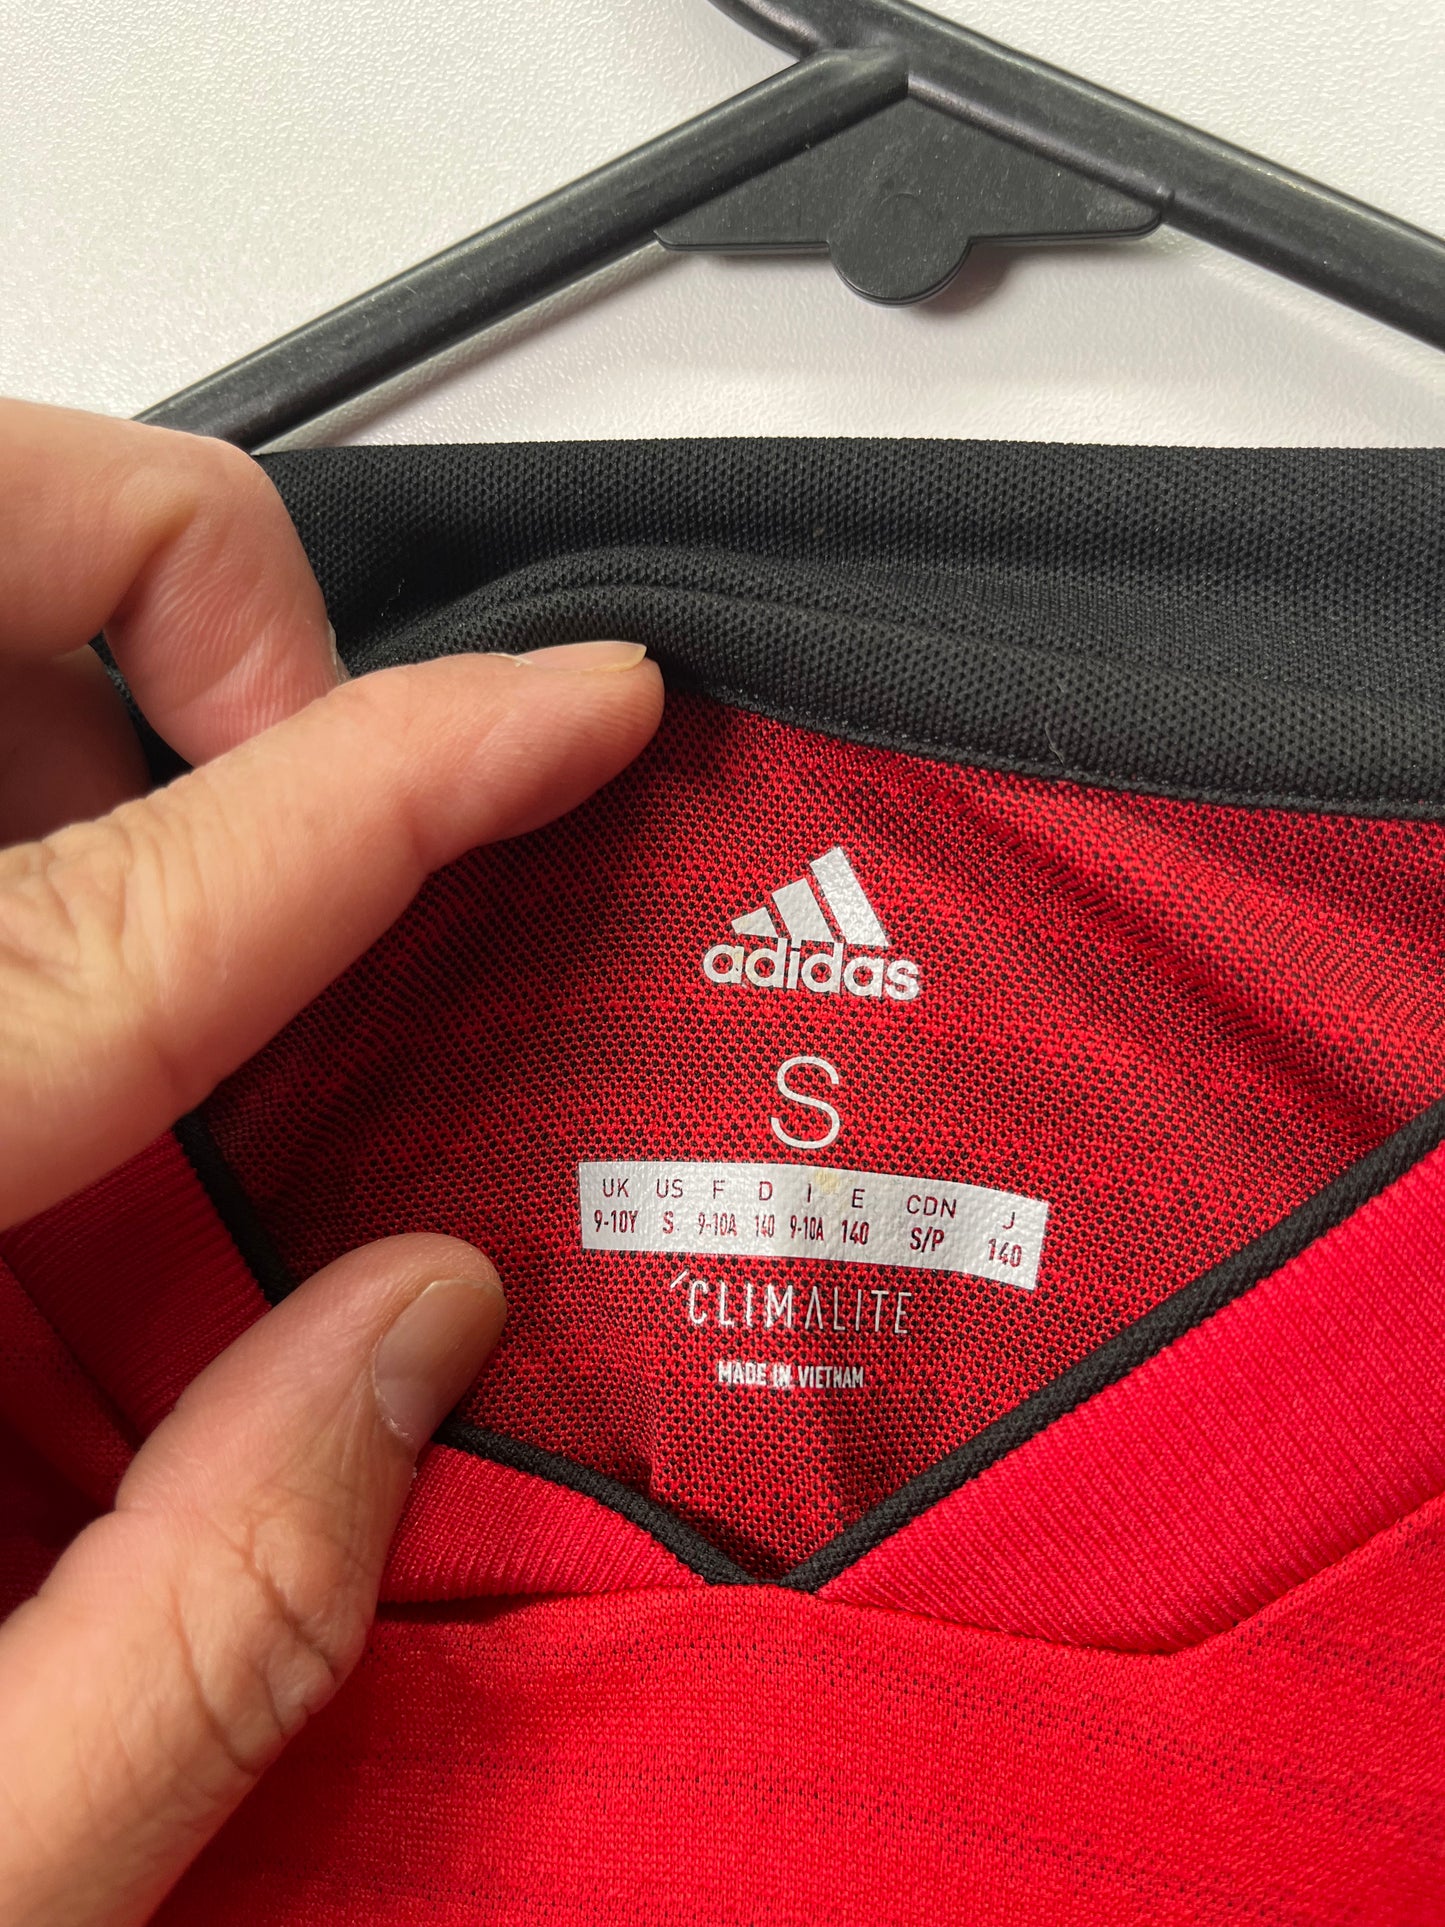 adidas
S
UK US F D I E CDN J
9-10Y S 9-10A 140 9-10A 140 S/P 140
CLIMALITE
MADE IN VIETNAM